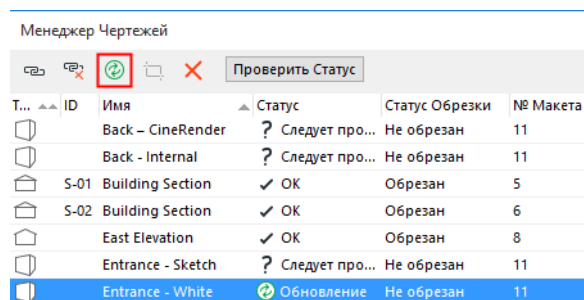 Менеджер Чертежей
Проверить Статус
Т... ID Имя Статус Статус Обрезки № Макета
Back – CineRender ? Следует про... Не обрезан 11
Back - Internal ? Следует про... Не обрезан 11
S-01 Building Section ✓ OK Обрезан 5
S-02 Building Section ✓ OK Обрезан 6
East Elevation ✓ OK Обрезан 8
Entrance - Sketch ? Следует про... Не обрезан 11
Entrance - White Обновление Не обрезан 11